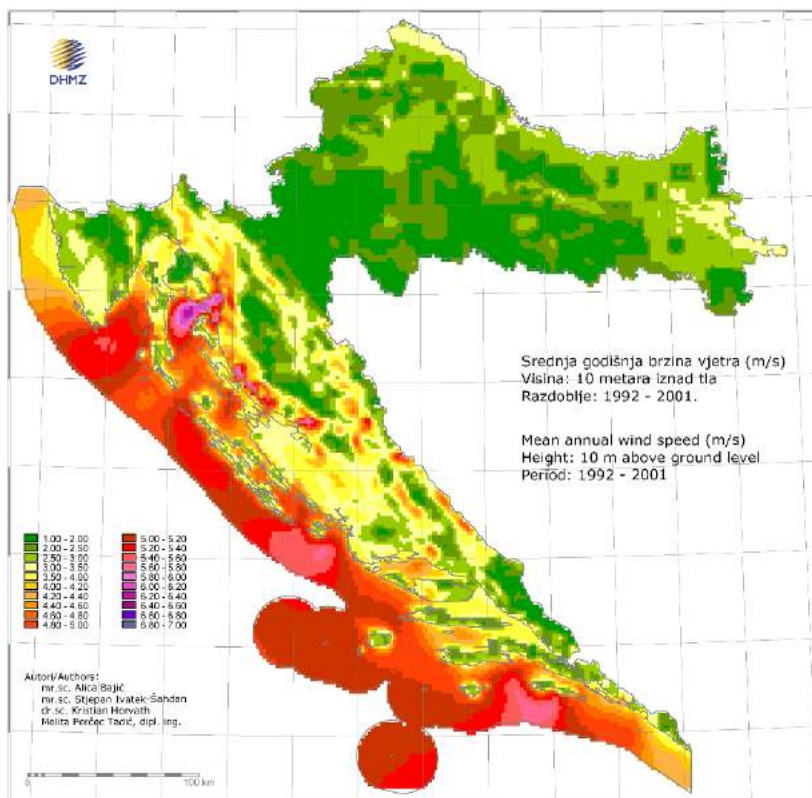 DHMZ
Srednja godišnja brzina vjetra (m/s)
Visina: 10 metara iznad tla
Razdoblje: 1992 - 2001.
Mean annual wind speed (m/s)
Height: 10 m above ground level
Period: 1992 - 2001
1.00 - 2.00
2.00 - 2.50
2.50 - 3.00
3.00 - 3.50
3.50 - 4.00
4.00 - 4.20
4.20 - 4.40
4.40 - 4.60
4.60 - 4.80
4.80 - 5.00
5.00 - 5.20
5.20 - 5.40
5.40 - 5.60
5.60 - 5.80
5.80 - 6.00
6.00 - 6.20
6.20 - 6.40
6.40 - 6.60
6.60 - 6.80
6.80 - 7.00
Autori/Authors:
mr.sc. Alica Bajić
mr.sc. Stjepan Ivatek-Šahdan
dr.sc. Kristian Horvath
Melita Perčec Tadić, dipl. ing.
0
100 km